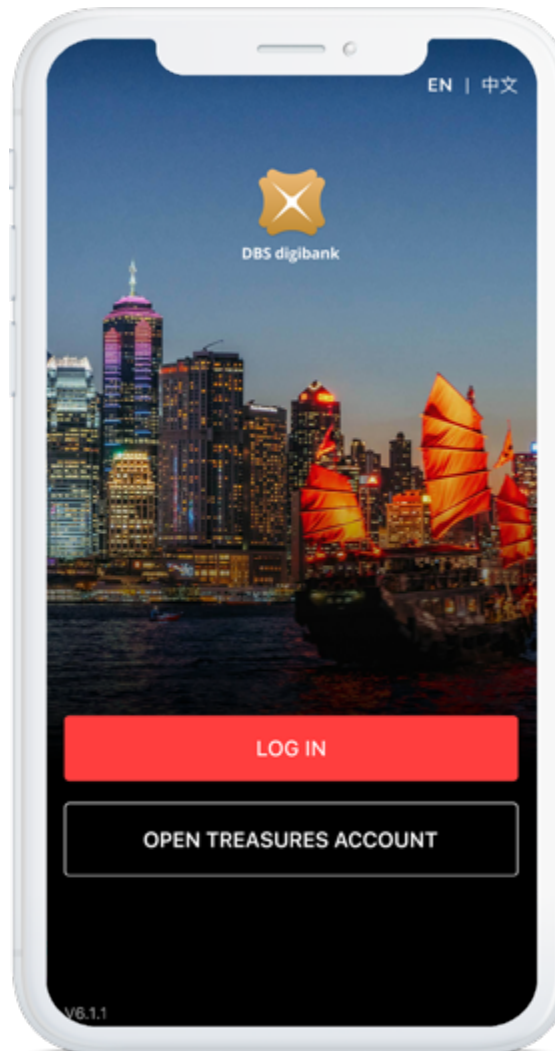 EN | 中文
DBS digibank
LOG IN
OPEN TREASURES ACCOUNT
V6.1.1